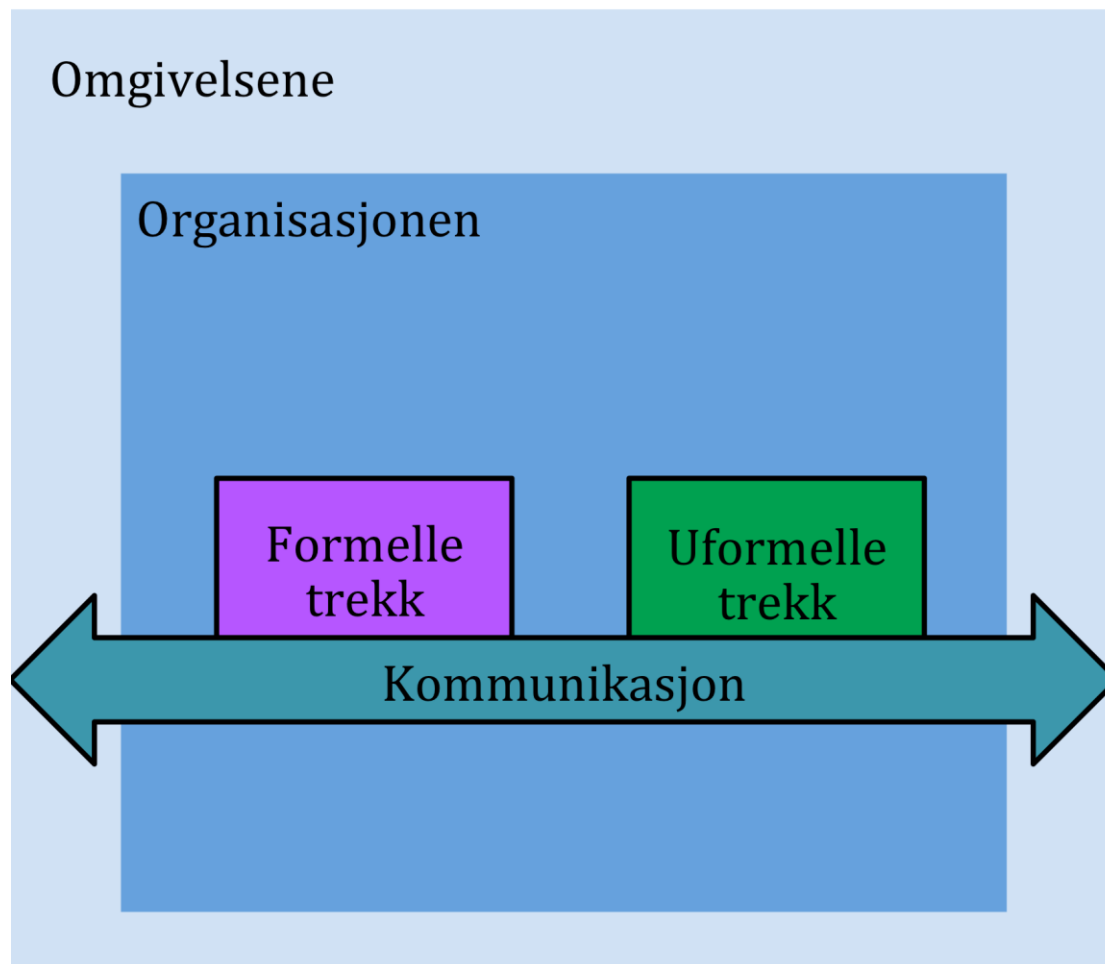 Omgivelsene
Organisasjonen
Formelle
trekk
Uformelle
trekk
Kommunikasjon